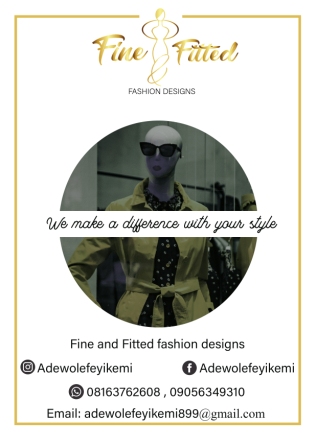 Fine Fitted
FASHION DESIGNS
We make a difference with your style
Fine and Fitted fashion designs
Adewolefeyikemi Adewolefeyikemi
08163762608 , 09056349310
Email: adewolefeyikemi899@gmail.com